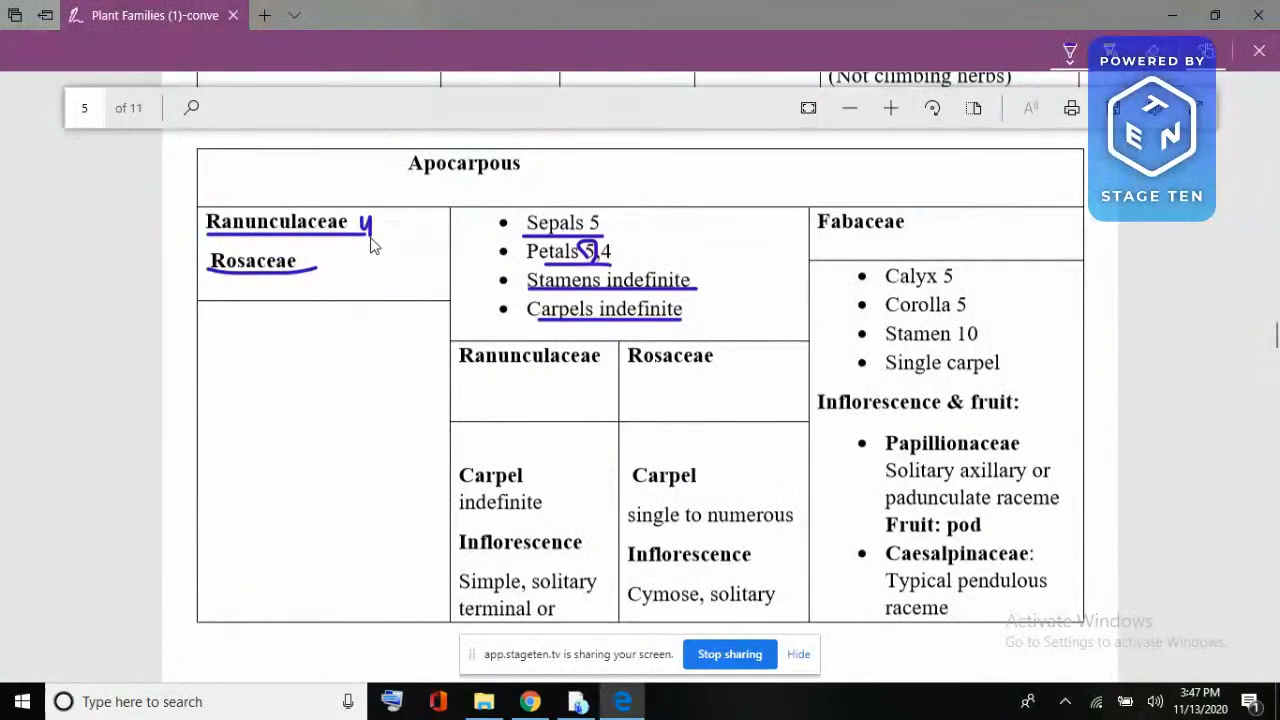 Plant Families (1)-conve
POWERED BY
TEN
STAGE TEN
(Not climbing herbs)
5 of 11
Apocarpous
Ranunculaceae 4
Rosaceae
Sepals 5
Petals 5,4
Stamens indefinite
Carpels indefinite
Ranunculaceae
Rosaceae
Carpel
indefinite
Inflorescence
Simple, solitary
terminal or
Carpel
single to numerous
Inflorescence
Cymose, solitary
Fabaceae
Calyx 5
Corolla 5
Stamen 10
Single carpel
Inflorescence & fruit:
Papillionaceae
Solitary axillary or
padunculate raceme
Fruit: pod
Caesalpinaceae:
Typical pendulous
raceme
Activate Windows
Go to Settings to activate Windows.
app.stageten.tv is sharing your screen.
Stop sharing
Hide
Type here to search
3:47 PM
11/13/2020